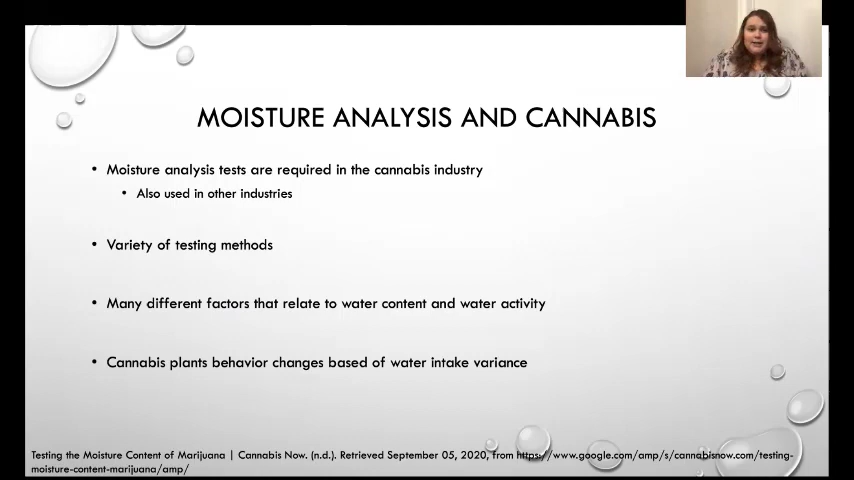 MOISTURE ANALYSIS AND CANNABIS
• Moisture analysis tests are required in the cannabis industry
• Also used in other industries
• Variety of testing methods
• Many different factors that relate to water content and water activity
• Cannabis plants behavior changes based of water intake variance
Testing the Moisture Content of Marijuana | Cannabis Now. (n.d.). Retrieved September 05, 2020, from https://www.google.com/amp/s/cannabisnow.com/testing-
moisture-content-marijuana/amp/